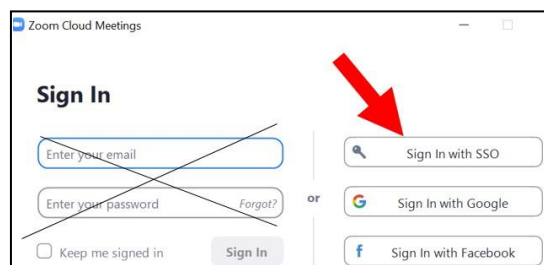 Zoom Cloud Meetings
Sign In
Enter your email
Enter your password Forgot?
Keep me signed in Sign In
or
Sign In with SSO
Sign In with Google
Sign In with Facebook